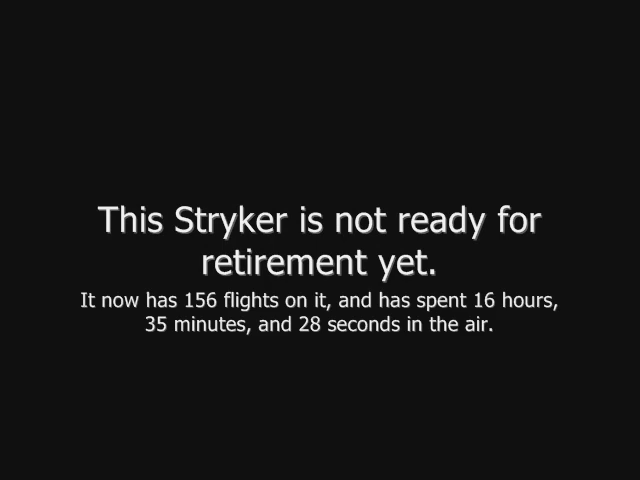 This Stryker is not ready for
retirement yet.
It now has 156 flights on it, and has spent 16 hours,
35 minutes, and 28 seconds in the air.